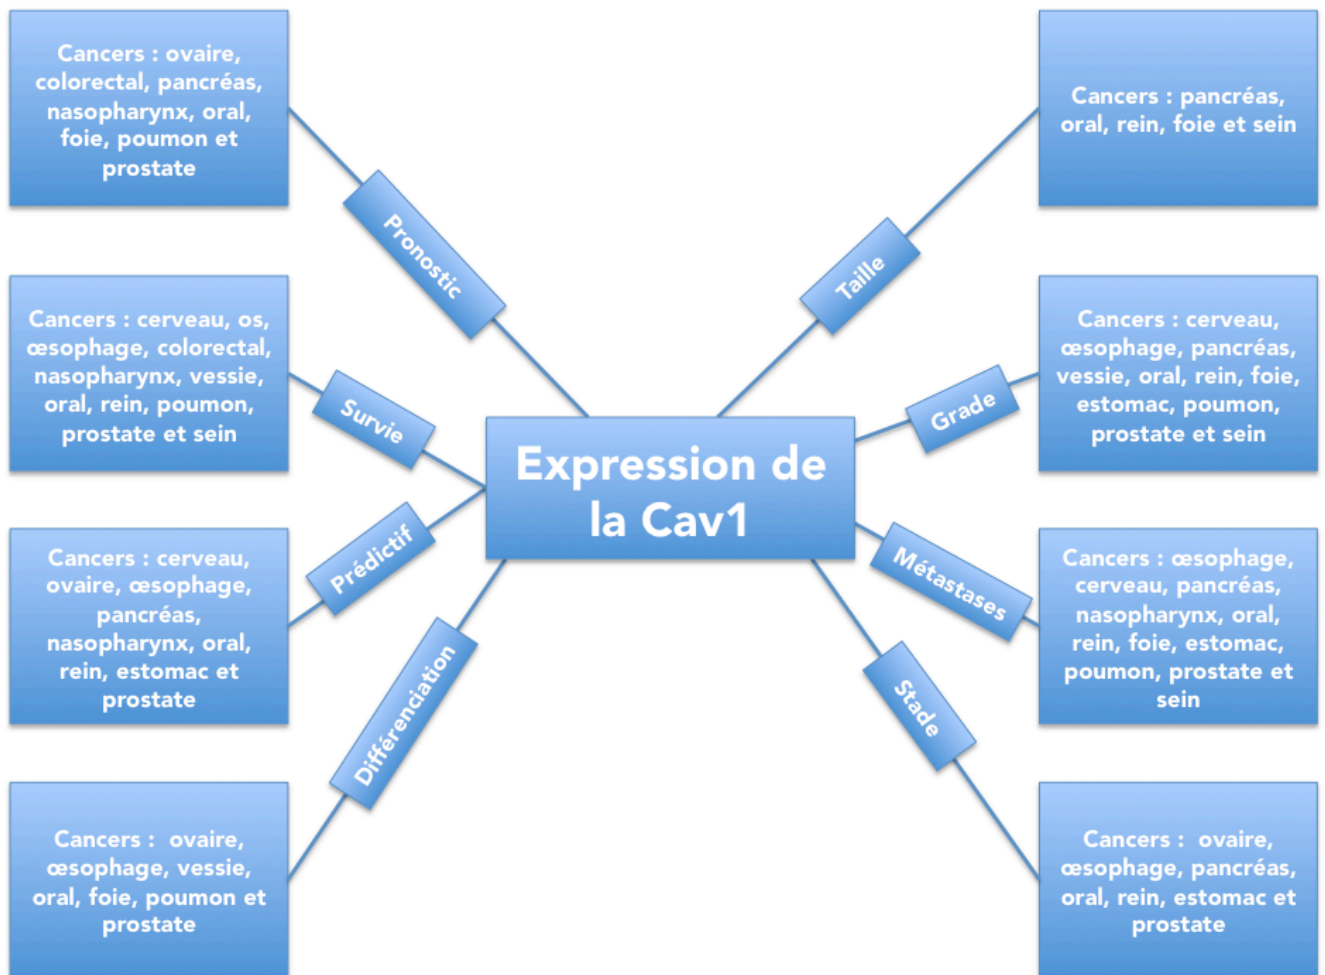 Cancers : ovaire,
colorectal, pancréas,
nasopharynx, oral,
foie, poumon et
prostate
Pronostic
Cancers : cerveau, os,
œsophage, colorectal,
nasopharynx, vessie,
oral, rein, poumon,
prostate et sein
Survie
Cancers : cerveau,
ovaire, œsophage,
pancréas,
nasopharynx, oral,
rein, estomac et
prostate
Prédictif
Cancers :  ovaire,
œsophage, vessie,
oral, foie, poumon et
prostate
Différenciation
Expression de
la Cav1
Taille
Cancers : pancréas,
oral, rein, foie et sein
Grade
Cancers : cerveau,
œsophage, pancréas,
vessie, oral, rein, foie,
estomac, poumon,
prostate et sein
Métastases
Cancers : œsophage,
cerveau, pancréas,
nasopharynx, oral,
rein, foie, estomac,
poumon, prostate et
sein
Stade
Cancers :  ovaire,
œsophage, pancréas,
oral, rein, estomac et
prostate